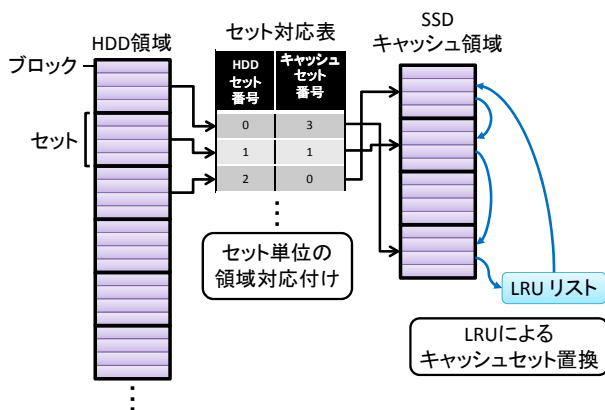 HDD領域
ブロック
セット
セット対応表
HDD
セット
番号
キャッシュ
セット
番号
0 3
1 1
2 0
セット単位の
領域対応付け
SSD
キャッシュ領域
LRU リスト
LRUによる
キャッシュセット置換